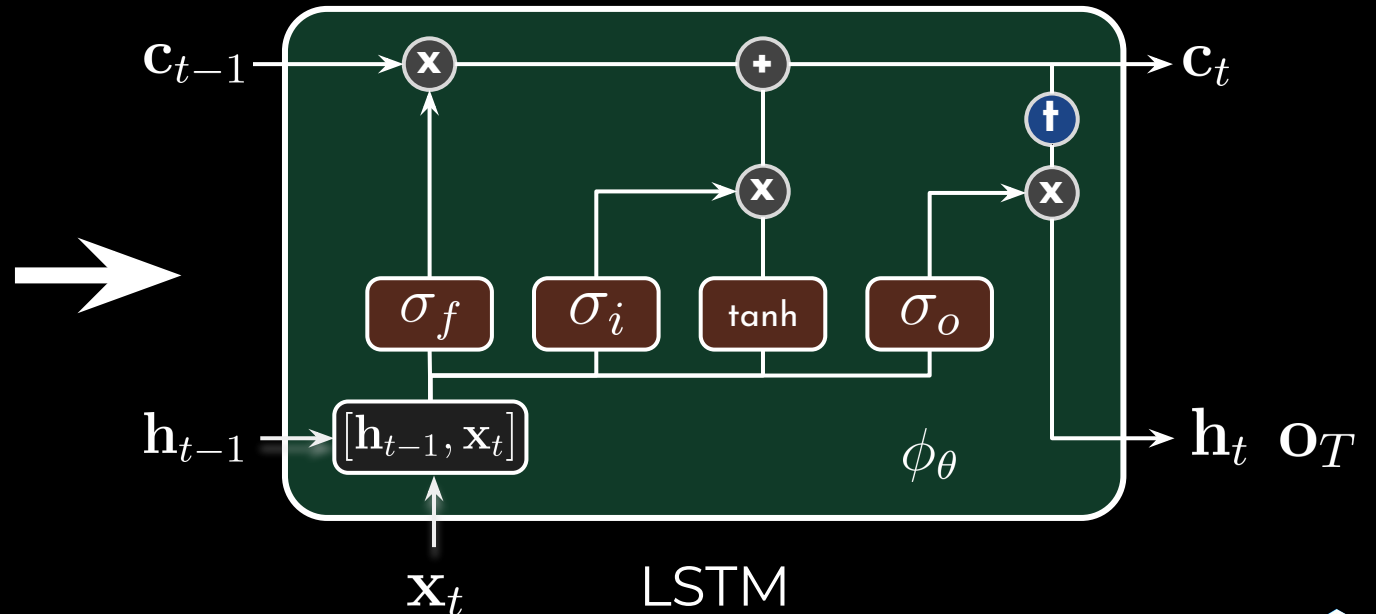 c_{t-1} x + c_t
†
x x
σ_f σ_i tanh σ_o
h_{t-1} [h_{t-1}, x_t] h_t o_T
ϕ_θ
x_t LSTM